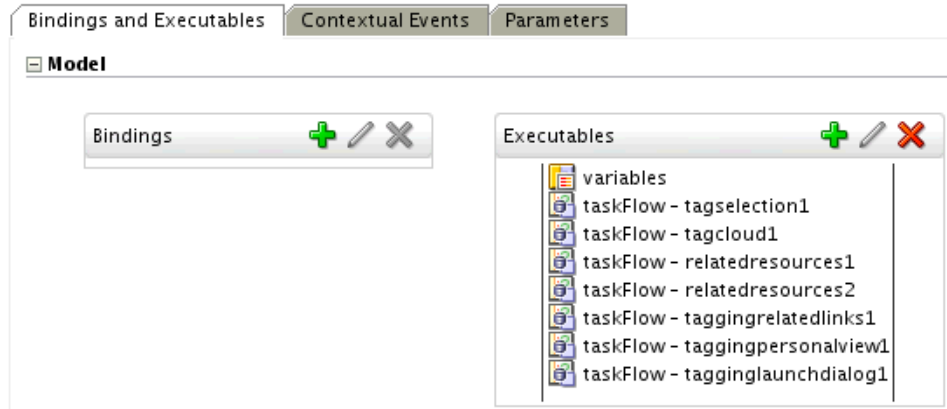 Bindings and Executables Contextual Events Parameters
Model
Bindings
Executables
variables
taskFlow - tagselection1
taskFlow - tagcloud1
taskFlow - relatedresources1
taskFlow - relatedresources2
taskFlow - taggingrelatedlinks1
taskFlow - taggingpersonalview1
taskFlow - tagginglaunchdialog1